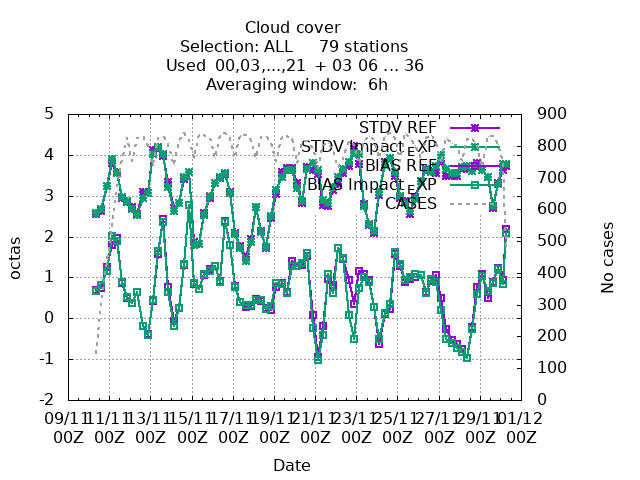 Cloud cover
Selection: ALL     79 stations
Used  00,03,...,21  + 03 06 ... 36
Averaging window:  6h
5
4
3
2
1
0
-1
-2
octas
900
800
700
600
500
400
300
200
100
0
No cases
STDV REF
STDV Impact_EXP
BIAS REF
BIAS Impact_EXP
CASES
09/11 11/11 13/11 15/11 17/11 19/11 21/11 23/11 25/11 27/11 29/11 01/12
00Z 00Z 00Z 00Z 00Z 00Z 00Z 00Z 00Z 00Z 00Z 00Z
Date